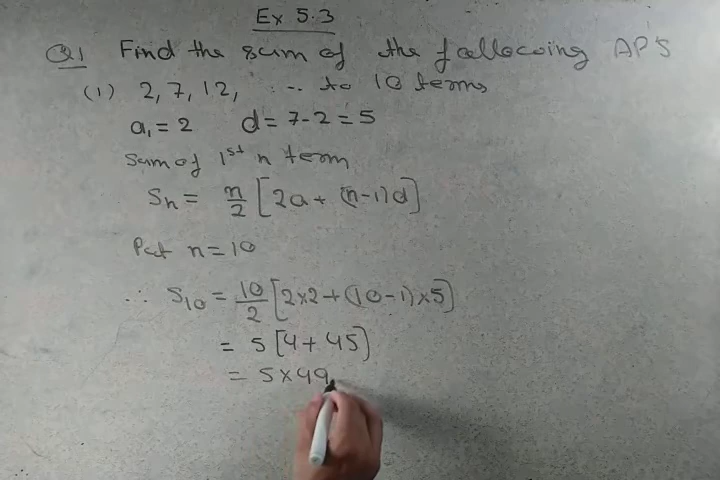 Ex 5.3
Q1 Find the sum of the following AP'S
(1) 2, 7, 12, ... to 10 terms
a₁ = 2 d = 7-2 = 5
Sum of 1st n term
Sn = n/2 [2a + (n-1)d]
Put n = 10
∴ S10 = 10/2 [2×2+(10-1)×5]
= 5 [4+45]
= 5×49